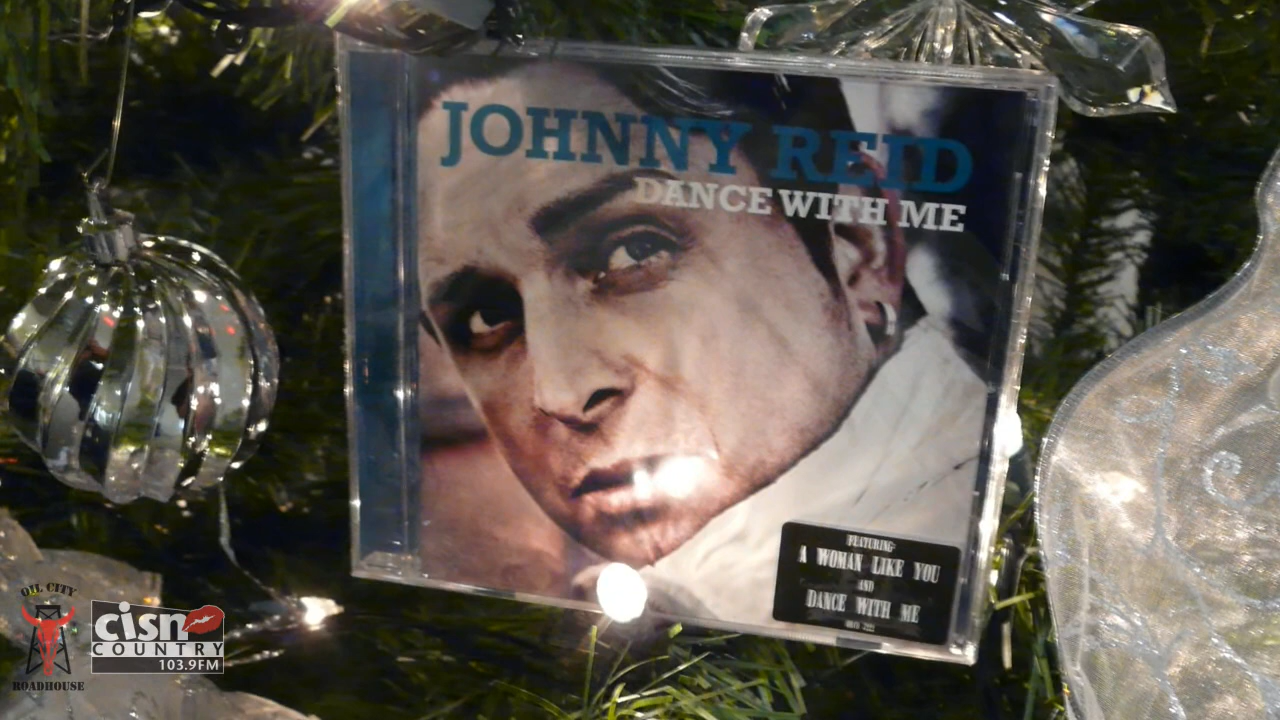 JOHNNY REID
DANCE WITH ME
FEATURING:
A WOMAN LIKE YOU
AND
DANCE WITH ME
OIL CITY
ROADHOUSE
cisn
COUNTRY
103.9FM